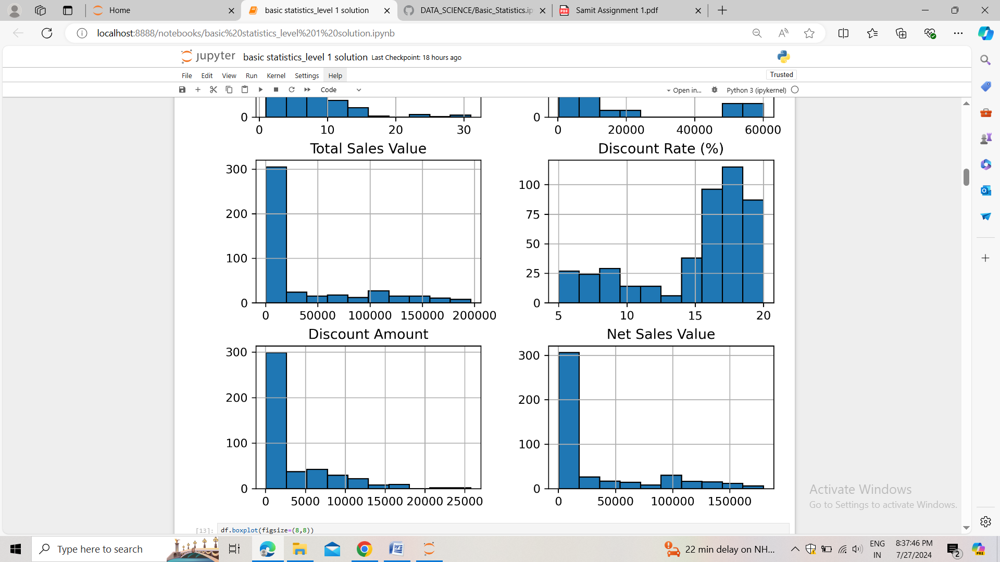 Home
basic statistics_level 1 solution
DATA_SCIENCE/Basic_Statistics.ip
Samit Assignment 1.pdf
localhost:8888/notebooks/basic%20statistics_level%201%20solution.ipynb
jupyter basic statistics_level 1 solution Last Checkpoint: 18 hours ago
File Edit View Run Kernel Settings Help
Trusted
Code
Open in...
Python 3 (ipykernel)
0
0 10 20 30
0
0 20000 40000 60000
Total Sales Value
300
200
100
0
0 50000 100000 150000 200000
Discount Rate (%)
100
75
50
25
0
5 10 15 20
Discount Amount
300
200
100
0
0 5000 10000 15000 20000 25000
Net Sales Value
300
200
100
0
0 50000 100000 150000
[13]: df.boxplot(figsize=(8,8))
Activate Windows
Go to Settings to activate Windows.
Type here to search
22 min delay on NH...
ENG
IN
8:37:46 PM
7/27/2024
2
PRE